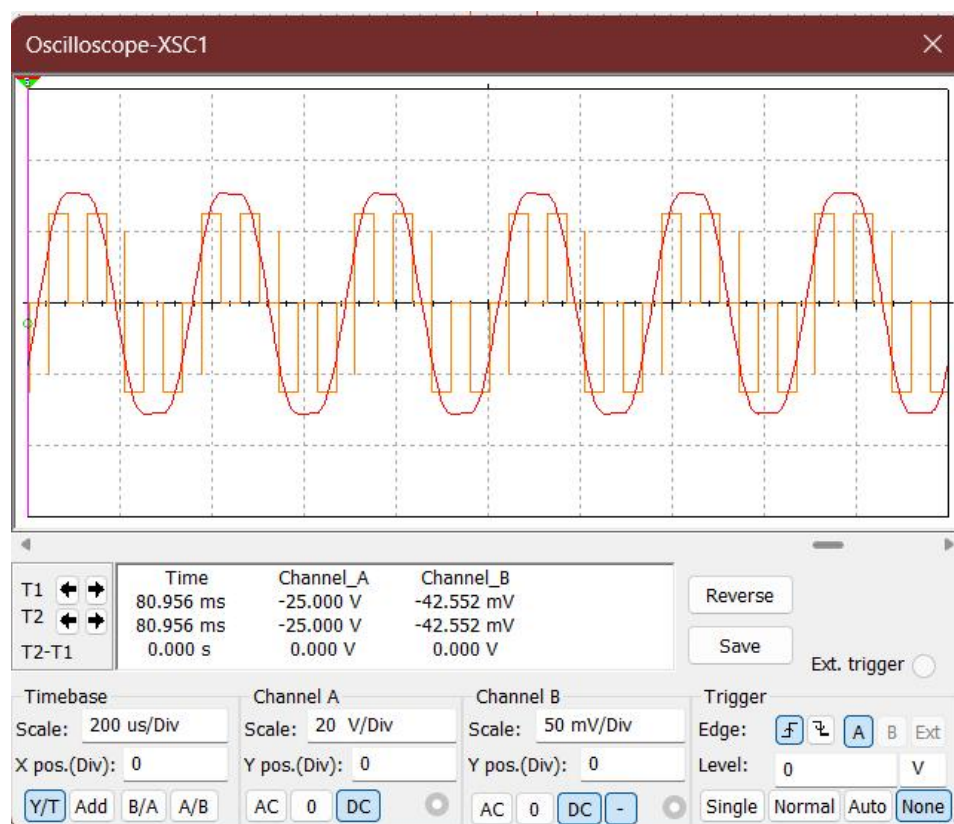 Oscilloscope-XSC1
Time Channel_A Channel_B
T1 80.956 ms -25.000 V -42.552 mV
T2 80.956 ms -25.000 V -42.552 mV
T2-T1 0.000 s 0.000 V 0.000 V
Reverse
Save
Ext. trigger
Timebase
Scale: 200 us/Div
X pos.(Div): 0
Y/T Add B/A A/B
Channel A
Scale: 20 V/Div
Y pos.(Div): 0
AC 0 DC
Channel B
Scale: 50 mV/Div
Y pos.(Div): 0
AC 0 DC -
Trigger
Edge: A B Ext
Level: 0 V
Single Normal Auto None